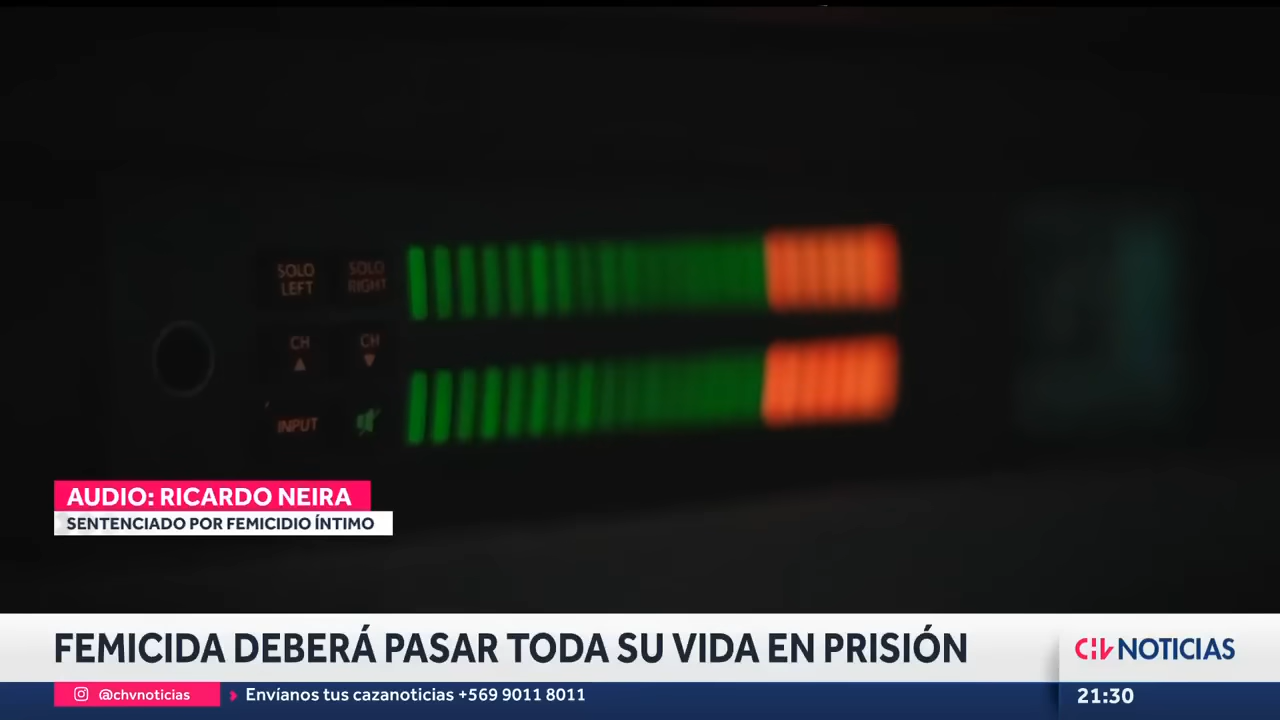 SOLO LEFT
SOLO RIGHT
CH ▲
CH ▼
INPUT
AUDIO: RICARDO NEIRA
SENTENCIADO POR FEMICIDIO ÍNTIMO
FEMICIDA DEBERÁ PASAR TODA SU VIDA EN PRISIÓN
CHV NOTICIAS
@chvnoticias
Envíanos tus cazanoticias +569 9011 8011
21:30